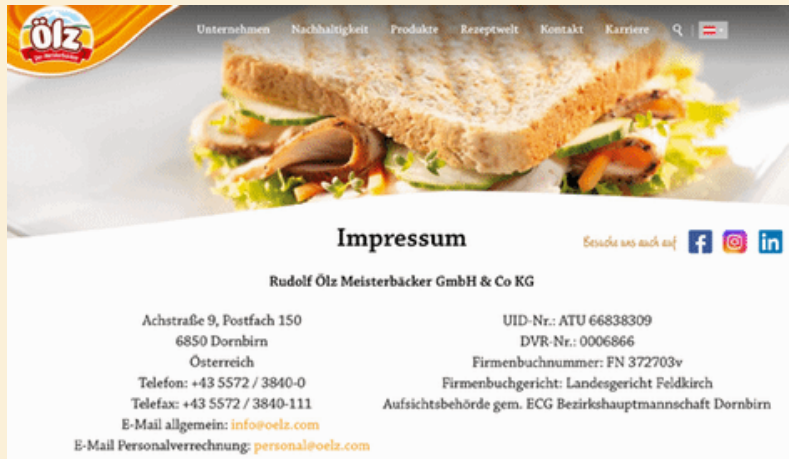 Ölz
Der Meisterbäcker
Unternehmen Nachhaltigkeit Produkte Rezeptwelt Kontakt Karriere
Impressum
Besuche uns auch auf
Rudolf Ölz Meisterbäcker GmbH & Co KG
Achstraße 9, Postfach 150
6850 Dornbirn
Österreich
Telefon: +43 5572 / 3840-0
Telefax: +43 5572 / 3840-111
E-Mail allgemein: info@oelz.com
E-Mail Personalverrechnung: personal@oelz.com
UID-Nr.: ATU 66838309
DVR-Nr.: 0006866
Firmenbuchnummer: FN 372703v
Firmenbuchgericht: Landesgericht Feldkirch
Aufsichtsbehörde gem. ECG Bezirkshauptmannschaft Dornbirn